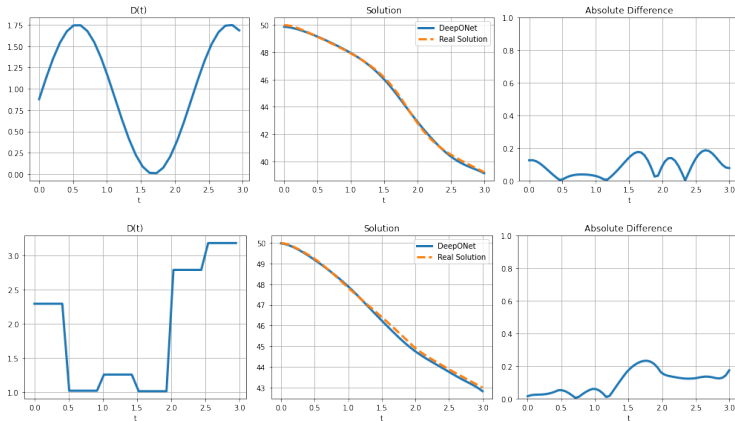 D(t)
1.75
1.50
1.25
1.00
0.75
0.50
0.25
0.00
0.0 0.5 1.0 1.5 2.0 2.5 3.0
t
Solution
DeepONet
Real Solution
50
48
46
44
42
40
0.0 0.5 1.0 1.5 2.0 2.5 3.0
t
Absolute Difference
1.0
0.8
0.6
0.4
0.2
0.0
0.0 0.5 1.0 1.5 2.0 2.5 3.0
t
D(t)
3.0
2.5
2.0
1.5
1.0
0.0 0.5 1.0 1.5 2.0 2.5 3.0
t
Solution
DeepONet
Real Solution
50
49
48
47
46
45
44
43
0.0 0.5 1.0 1.5 2.0 2.5 3.0
t
Absolute Difference
1.0
0.8
0.6
0.4
0.2
0.0
0.0 0.5 1.0 1.5 2.0 2.5 3.0
t